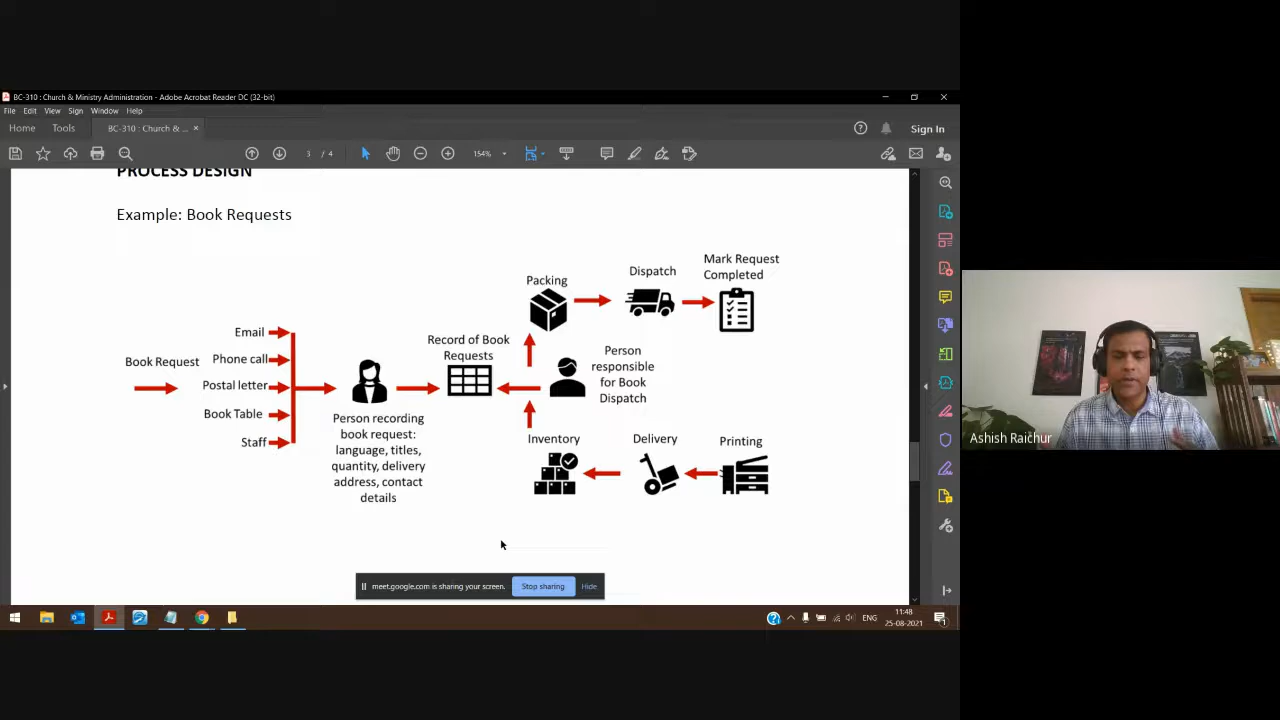 BC-310 : Church & Ministry Administration - Adobe Acrobat Reader DC (32-bit)
File Edit View Sign Window Help
Home Tools BC-310 : Church & ... × Sign In
3 / 4 154%
PROCESS DESIGN
Example: Book Requests
Mark Request
Completed
Dispatch
Packing
Email
Phone call
Book Request
Postal letter
Book Table
Staff
Record of Book
Requests
Person
responsible
for Book
Dispatch
Person recording
book request:
language, titles,
quantity, delivery
address, contact
details
Inventory
Delivery
Printing
meet.google.com is sharing your screen. Stop sharing Hide
Ashish Raichur
ENG
11:48
25-08-2021